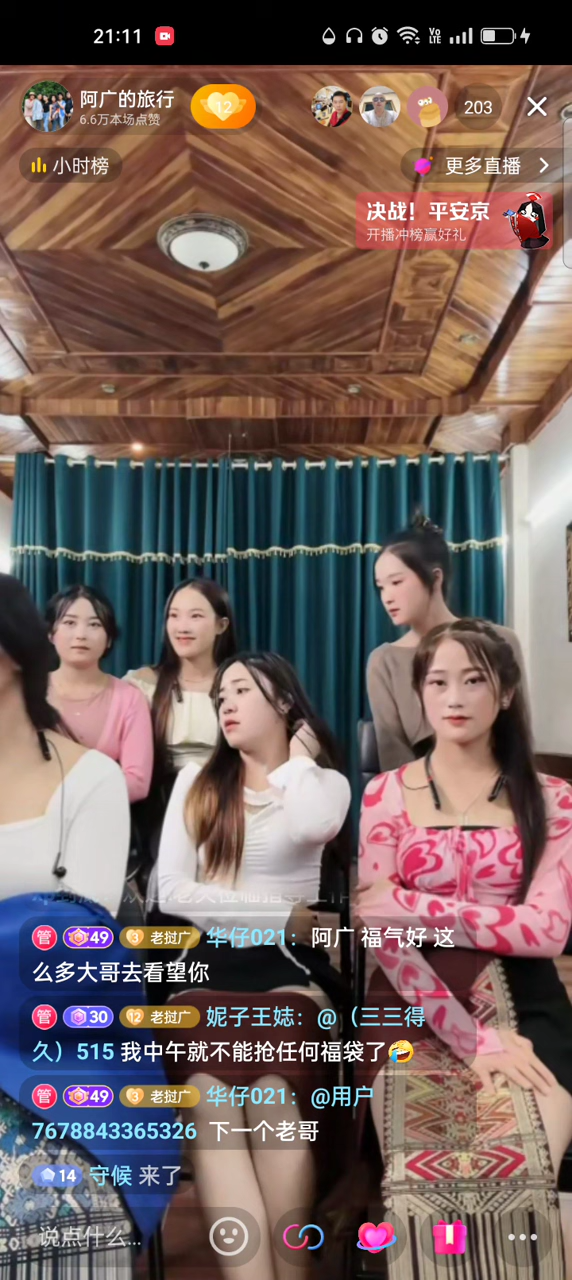 21:11
Vo
LTE
阿广的旅行
6.6万本场点赞
12
203
小时榜
更多直播
决战！平安京
开播冲榜赢好礼
管 49 3 老挝广 华仔021：阿广 福气好 这
么多大哥去看望你
管 30 12 老挝广 妮子王娡：@（三三得
久）515 我中午就不能抢任何福袋了🤣
管 49 3 老挝广 华仔021：@用户
7678843365326 下一个老哥
14 守候 来了
说点什么...